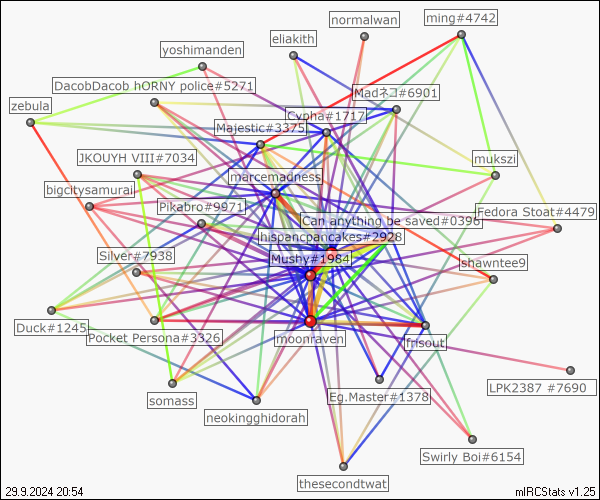 normalwan
ming#4742
eliakith
yoshimanden
DacobDacob hORNY police#5271
Madネコ#6901
zebula
Cypha#1717
Majestic#3375
JKOUYH VIII#7034
mukszi
marcemadness
bigcitysamurai
Pikabro#9971
Fedora Stoat#4479
Can anything be saved#0396
hispancpancakes#2928
Silver#7938
Mushy#1984
shawntee9
Duck#1245
Pocket Persona#3326
moonraven
frisout
LPK2387 #7690
somass
Eg.Master#1378
neokingghidorah
Swirly Boi#6154
thesecondtwat
29.9.2024 20:54
mIRCStats v1.25